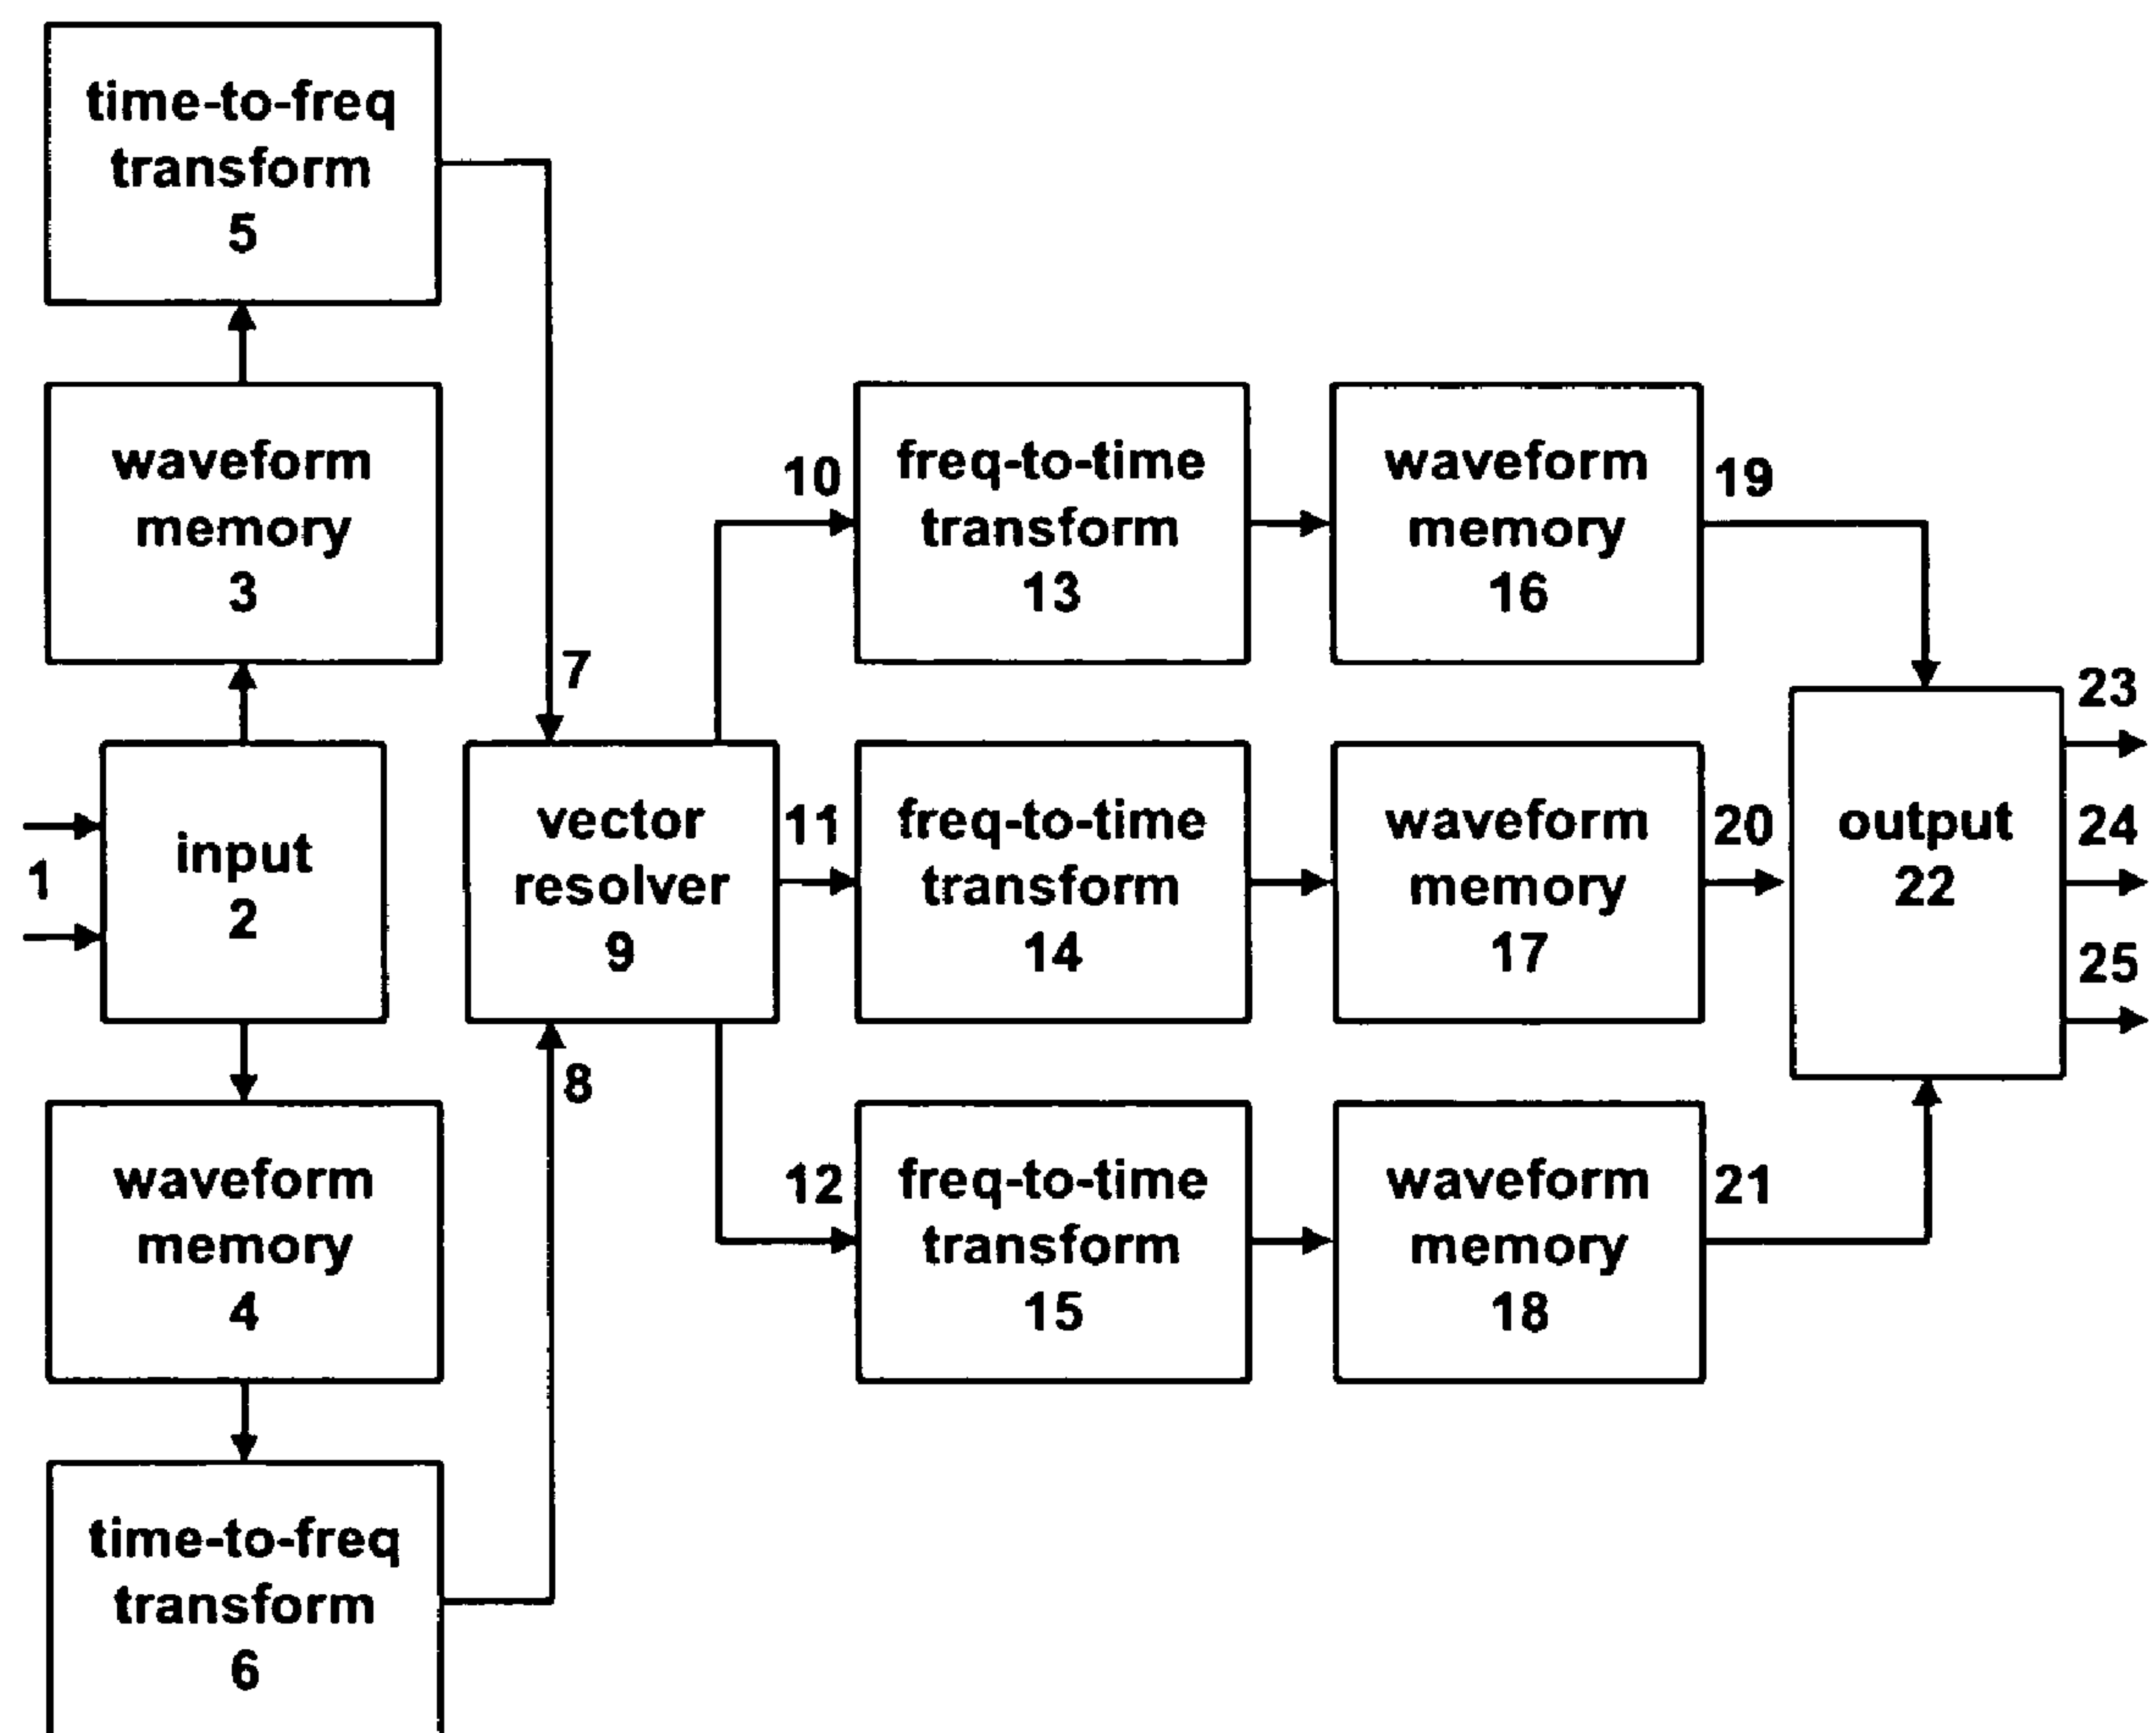 time-to-freq
transform
5
waveform
memory
3
7
10
freq-to-time
transform
13
waveform
memory
16
19
1
input
2
vector
resolver
9
11
freq-to-time
transform
14
waveform
memory
17
20
output
22
23
24
25
8
waveform
memory
4
12
freq-to-time
transform
15
waveform
memory
18
21
time-to-freq
transform
6